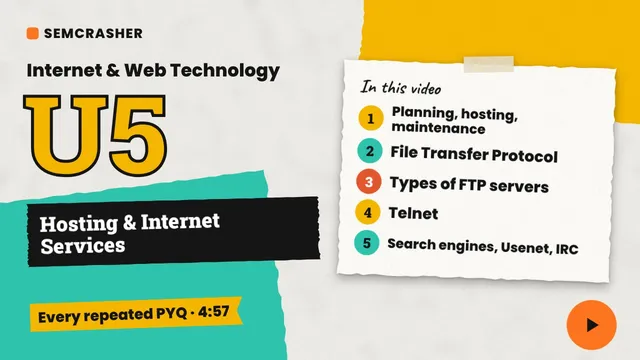 SEMCRASHER
Internet & Web Technology
U5
Hosting & Internet
Services
Every repeated PYQ · 4:57
In this video
1 Planning, hosting,
maintenance
2 File Transfer Protocol
3 Types of FTP servers
4 Telnet
5 Search engines, Usenet, IRC